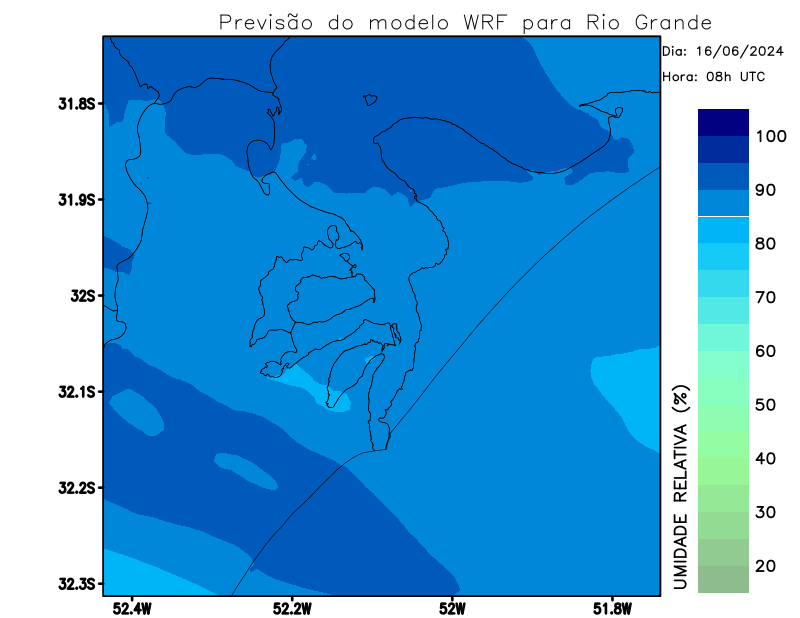 Previsão do modelo WRF para Rio Grande
Dia: 16/06/2024
Hora: 08h UTC
31.8S
31.9S
32S
32.1S
32.2S
32.3S
52.4W
52.2W
52W
51.8W
UMIDADE RELATIVA (%)
100
90
80
70
60
50
40
30
20